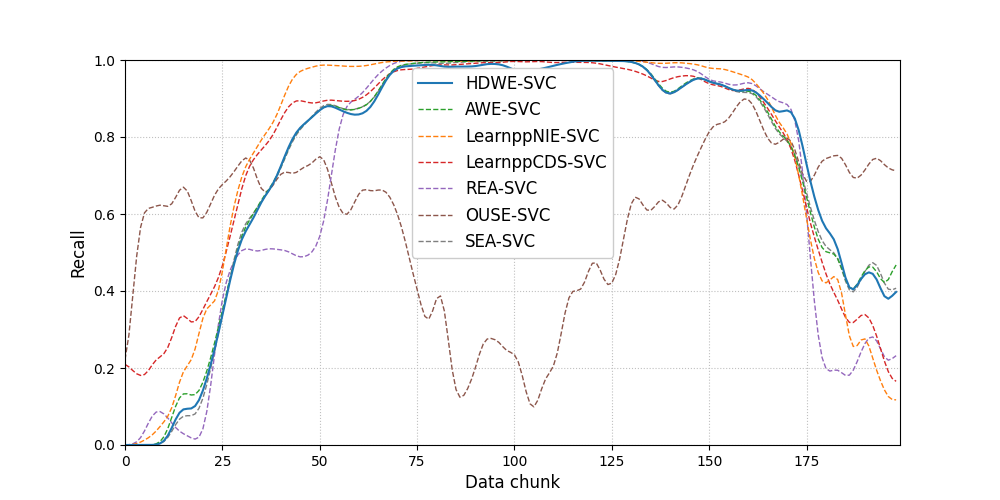 1.0
0.8
0.6
0.4
0.2
0.0
Recall
HDWE-SVC
AWE-SVC
LearnppNIE-SVC
LearnppCDS-SVC
REA-SVC
OUSE-SVC
SEA-SVC
0 25 50 75 100 125 150 175
Data chunk